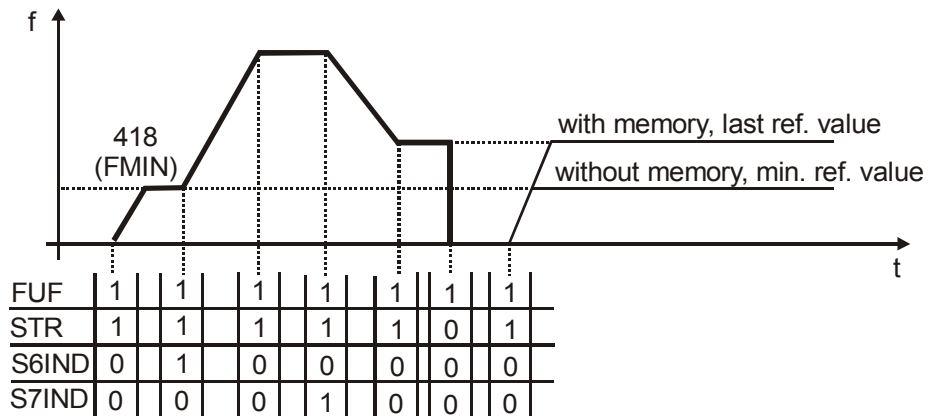 f
418
(FMIN)
with memory, last ref. value
without memory, min. ref. value
t
FUF 1 1 1 1 1 1 1
STR 1 1 1 1 1 0 1
S6IND 0 1 0 0 0 0 0
S7IND 0 0 0 1 0 0 0